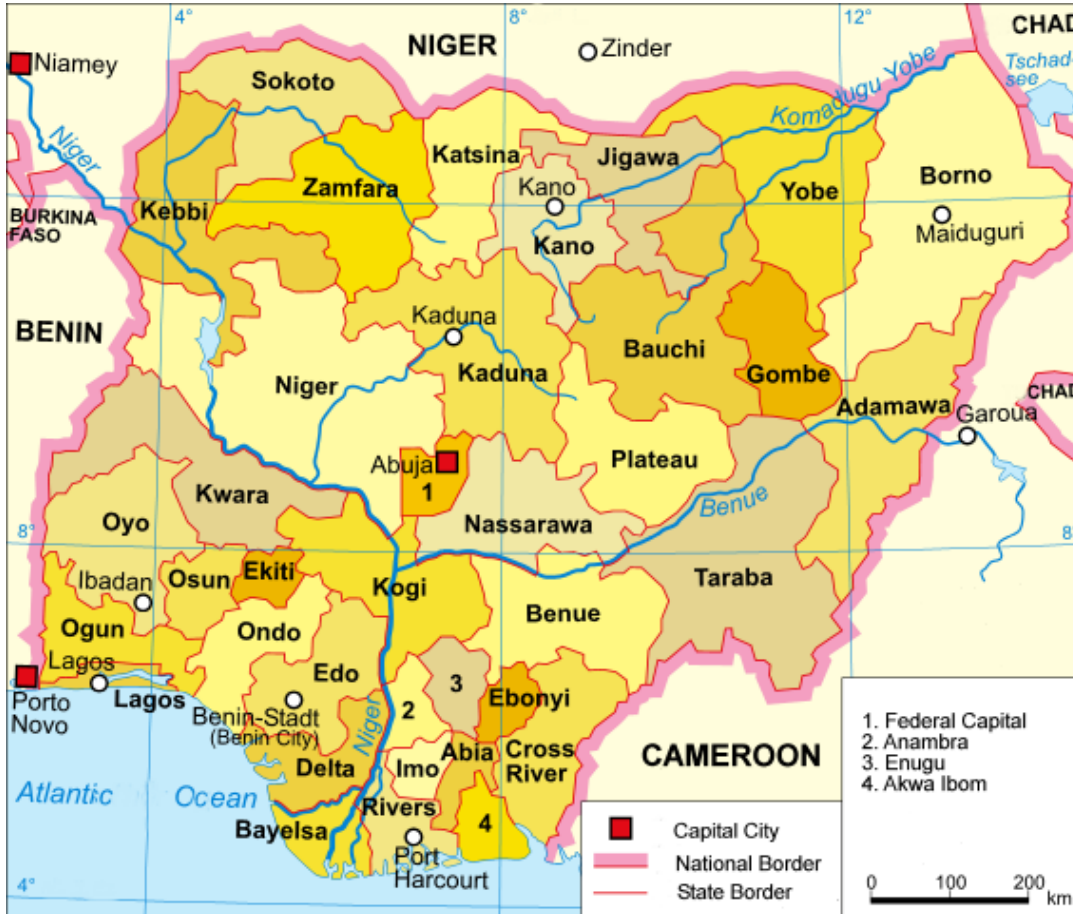 4°
8°
12°
CHAD
NIGER
Zinder
Niamey
Tschad-
see
Sokoto
Komadugu Yobe
Niger
Katsina
Jigawa
Kano
Zamfara
Yobe
Borno
Kebbi
BURKINA
FASO
Maiduguri
Kano
BENIN
Kaduna
Bauchi
Niger
Kaduna
Gombe
CHAD
Adamawa
Garoua
Abuja
Plateau
1
Kwara
Benue
Oyo
Nassarawa
8°
8°
Ibadan
Osun
Ekiti
Kogi
Taraba
Benue
Ogun
Ondo
Lagos
Edo
3
Ebonyi
Porto
Novo
Lagos
2
Benin-Stadt
(Benin City)
Niger
Abia
Cross
River
CAMEROON
Delta
Imo
Atlantic Ocean
Rivers
Bayelsa
4
Port
Harcourt
4°
1. Federal Capital
2. Anambra
3. Enugu
4. Akwa Ibom
Capital City
National Border
State Border
0 100 200
km